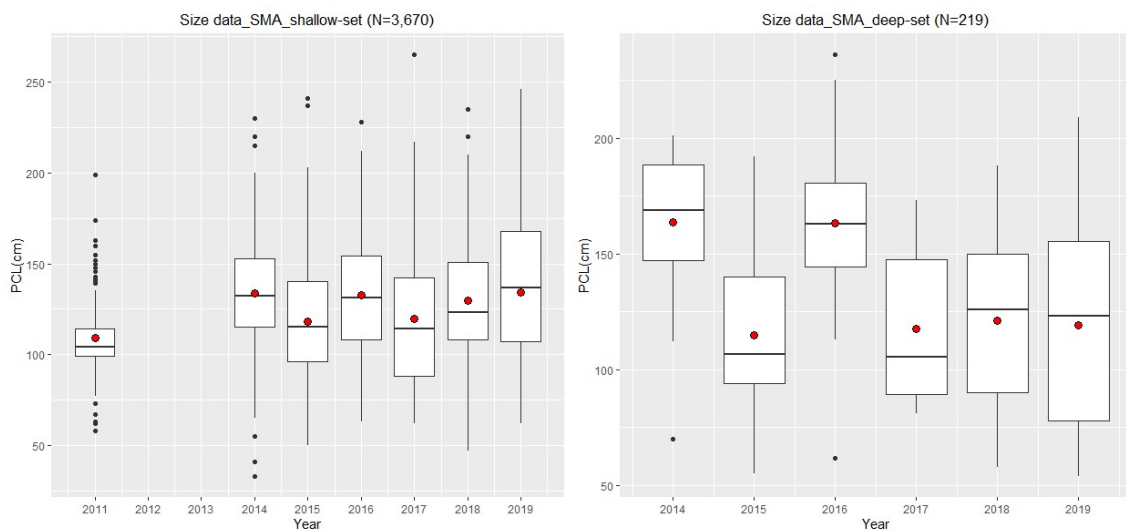 Size data_SMA_shallow-set (N=3,670)
PCL(cm)
250
200
150
100
50
2011 2012 2013 2014 2015 2016 2017 2018 2019
Year
Size data_SMA_deep-set (N=219)
PCL(cm)
200
150
100
50
2014 2015 2016 2017 2018 2019
Year